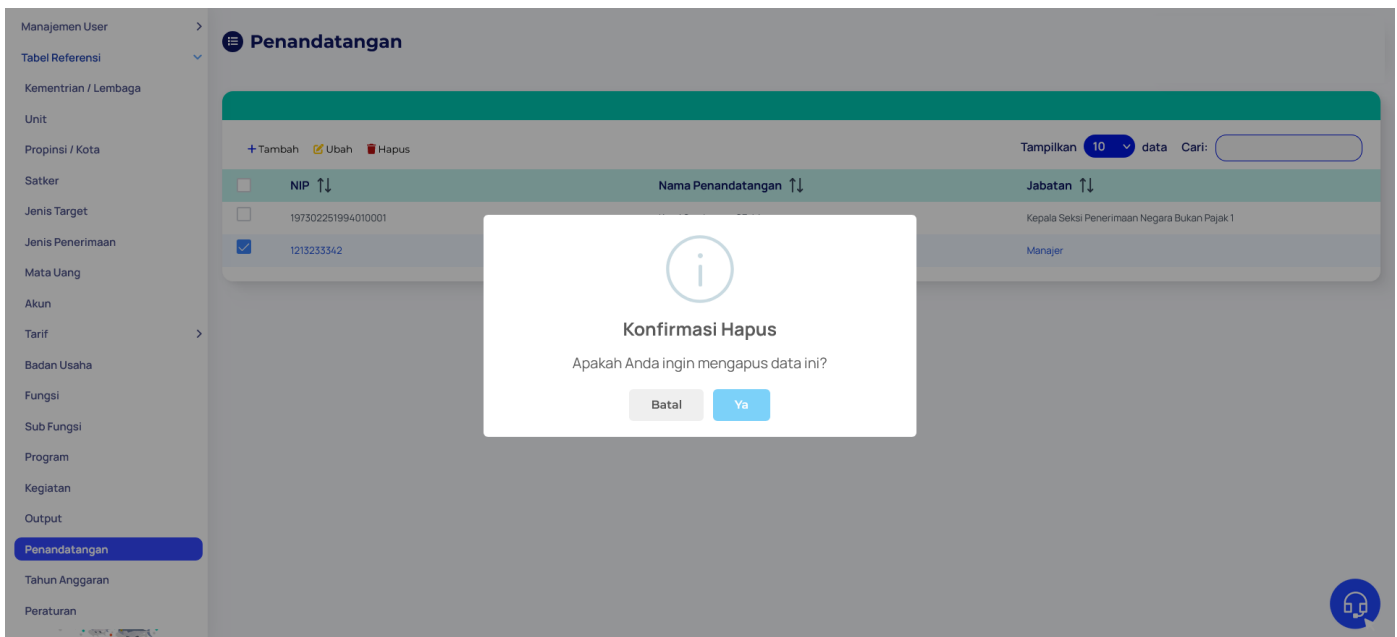 Manajemen User
Tabel Referensi
Kementrian / Lembaga
Unit
Propinsi / Kota
Satker
Jenis Target
Jenis Penerimaan
Mata Uang
Akun
Tarif
Badan Usaha
Fungsi
Sub Fungsi
Program
Kegiatan
Output
Penandatangan
Tahun Anggaran
Peraturan
Penandatangan
+Tambah Ubah Hapus
Tampilkan 10 data Cari:
NIP ↑↓ Nama Penandatangan ↑↓ Jabatan ↑↓
197302251994010001 Kepala Seksi Penerimaan Negara Bukan Pajak 1
1213233342 Manajer
Konfirmasi Hapus
Apakah Anda ingin mengapus data ini?
Batal Ya